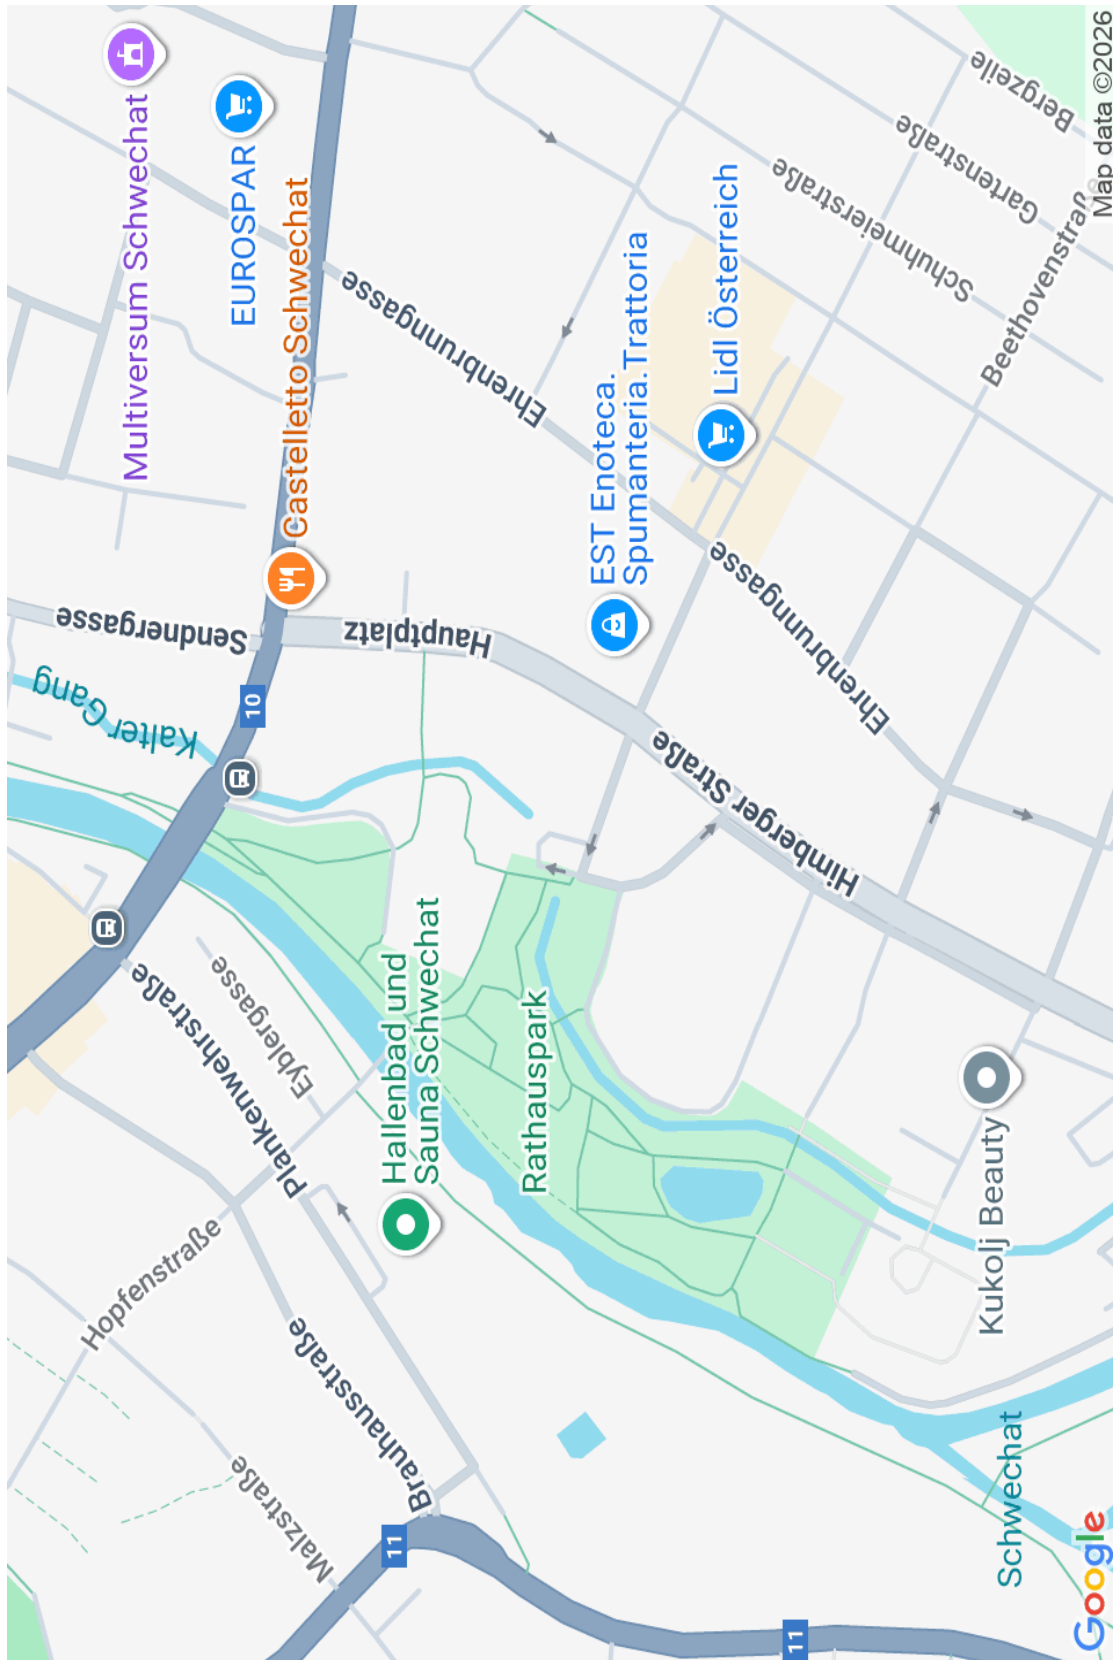 Multiversum Schwechat
EUROSPAR
Castelletto Schwechat
Sendnergasse
Kalter Gang
10
Hauptplatz
Ehrenbrunngasse
EST Enoteca.
Spumanteria.Trattoria
Lidl Österreich
Schuhmeierstraße
Gartenstraße
Bergzeile
Beethovenstraße
Ehrenbrunngasse
Himberger Straße
Plankenwehrstraße
Eyblergasse
Hallenbad und
Sauna Schwechat
Rathauspark
Hopfenstraße
Brauhausstraße
Malzstraße
11
11
Kukolj Beauty
Schwechat
Google
Map data ©2026